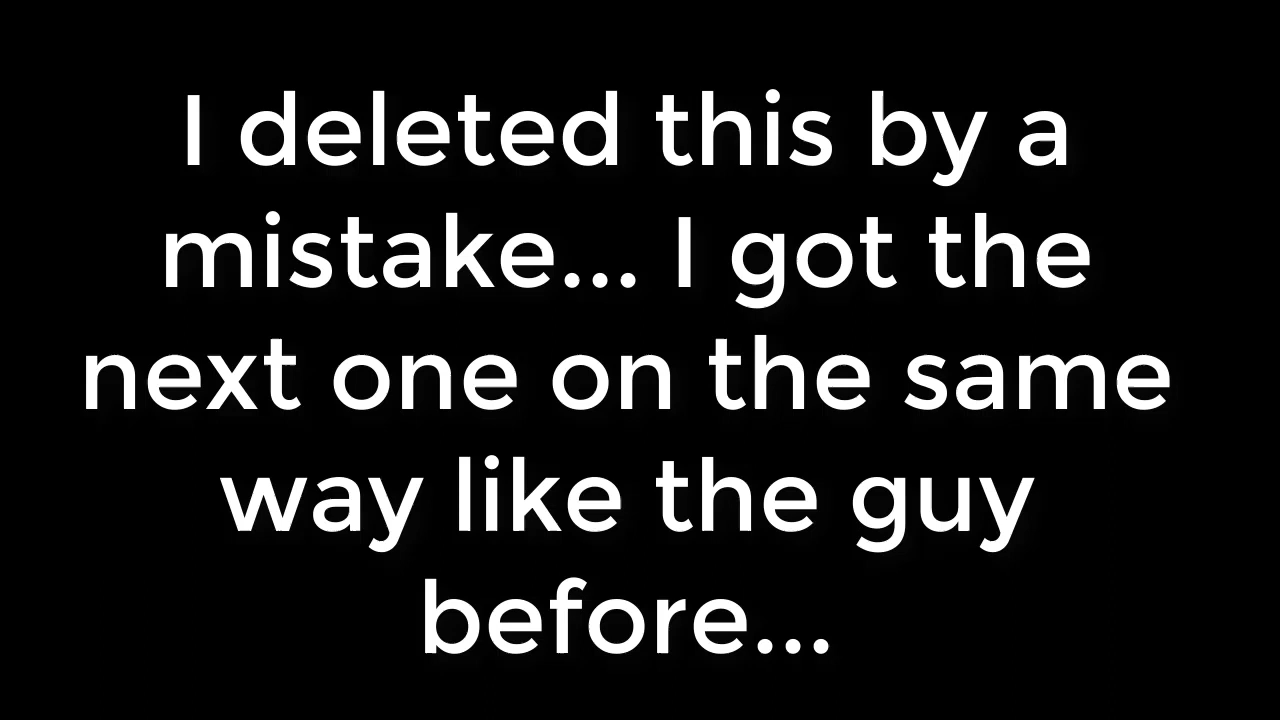 I deleted this by a
mistake... I got the
next one on the same
way like the guy
before...